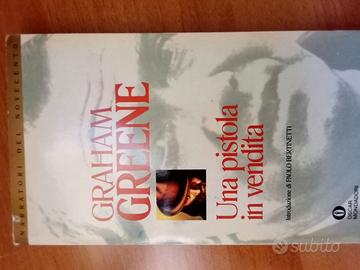 NARRATORI DEL NOVECENTO
GRAHAM
GREENE
Una pistola
in vendita
Introduzione di PAOLO BERTINETTI
OSCAR
MONDADORI
subito